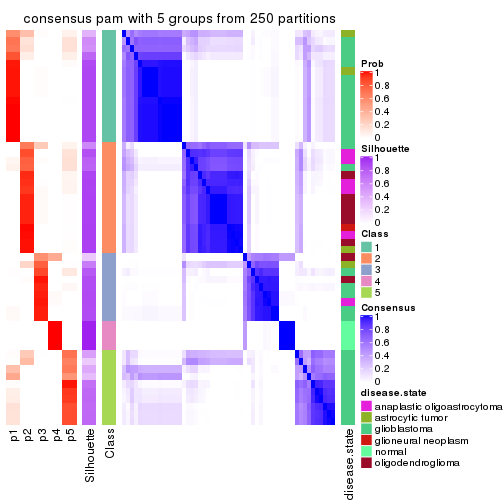 consensus pam with 5 groups from 250 partitions
Prob
1
0.8
0.6
0.4
0.2
0
Silhouette
1
0.8
0.6
0.4
0.2
0
Class
1
2
3
4
5
Consensus
1
0.8
0.6
0.4
0.2
0
disease.state
anaplastic oligoastrocytoma
astrocytic tumor
glioblastoma
glioneural neoplasm
normal
oligodendroglioma
p1
p2
p3
p4
p5
Silhouette
Class
disease.state